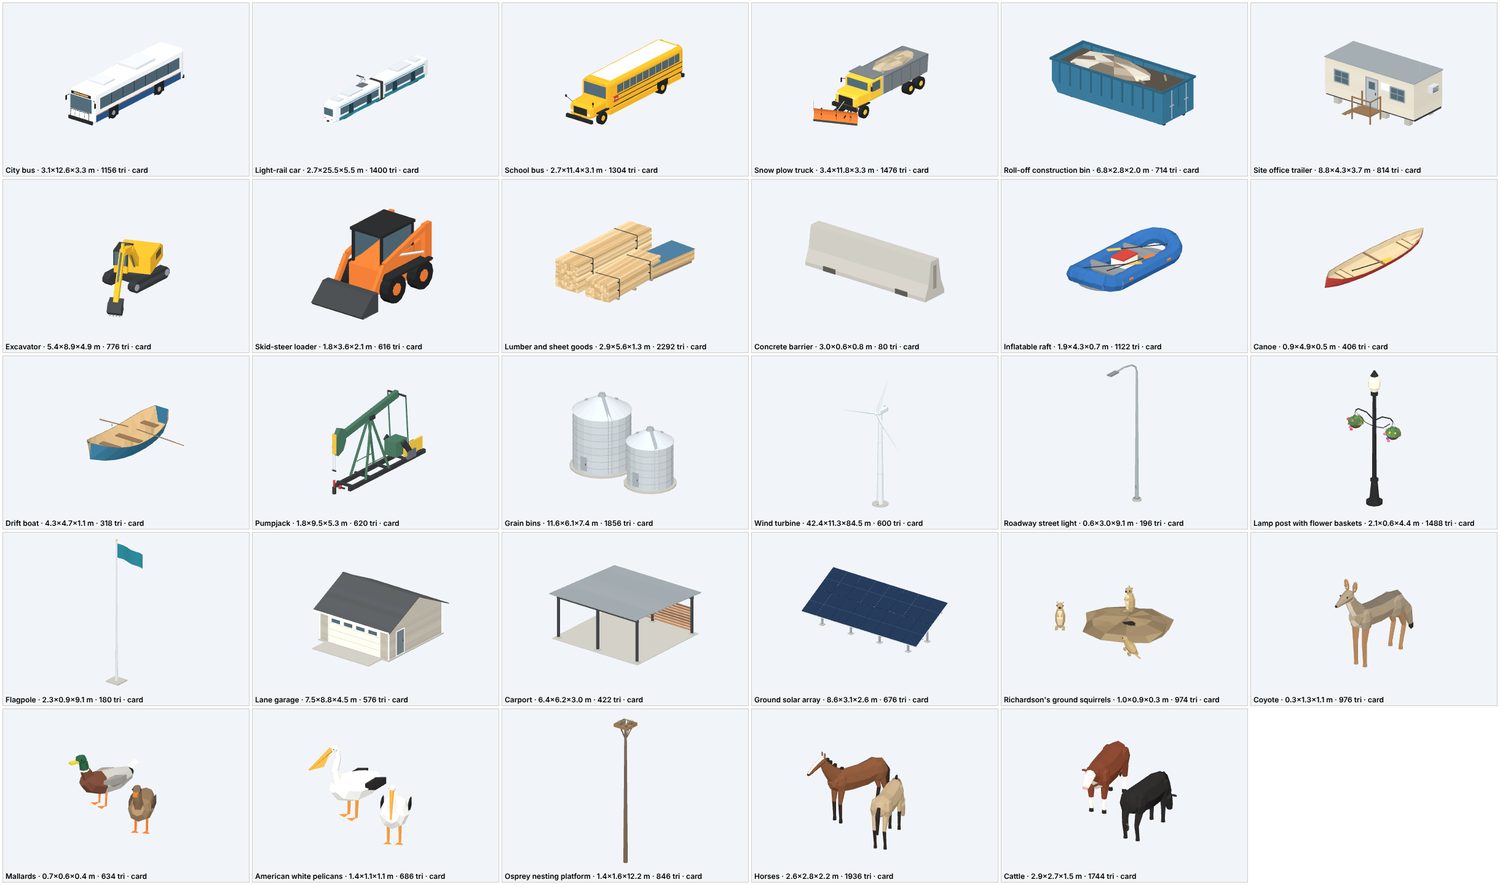 City bus · 3.1×12.6×3.3 m · 1156 tri · card
Light-rail car · 2.7×25.5×5.5 m · 1400 tri · card
School bus · 2.7×11.4×3.1 m · 1304 tri · card
Snow plow truck · 3.4×11.8×3.3 m · 1476 tri · card
Roll-off construction bin · 6.8×2.8×2.0 m · 714 tri · card
Site office trailer · 8.8×4.3×3.7 m · 814 tri · card
Excavator · 5.4×8.9×4.9 m · 776 tri · card
Skid-steer loader · 1.8×3.6×2.1 m · 616 tri · card
Lumber and sheet goods · 2.9×5.6×1.3 m · 2292 tri · card
Concrete barrier · 3.0×0.6×0.8 m · 80 tri · card
Inflatable raft · 1.9×4.3×0.7 m · 1122 tri · card
Canoe · 0.9×4.9×0.5 m · 406 tri · card
Drift boat · 4.3×4.7×1.1 m · 318 tri · card
Pumpjack · 1.8×9.5×5.3 m · 620 tri · card
Grain bins · 11.6×6.1×7.4 m · 1856 tri · card
Wind turbine · 42.4×11.3×84.5 m · 600 tri · card
Roadway street light · 0.6×3.0×9.1 m · 196 tri · card
Lamp post with flower baskets · 2.1×0.6×4.4 m · 1488 tri · card
Flagpole · 2.3×0.9×9.1 m · 180 tri · card
Lane garage · 7.5×8.8×4.5 m · 576 tri · card
Carport · 6.4×6.2×3.0 m · 422 tri · card
Ground solar array · 8.6×3.1×2.6 m · 676 tri · card
Richardson's ground squirrels · 1.0×0.9×0.3 m · 974 tri · card
Coyote · 0.3×1.3×1.1 m · 976 tri · card
Mallards · 0.7×0.6×0.4 m · 634 tri · card
American white pelicans · 1.4×1.1×1.1 m · 686 tri · card
Osprey nesting platform · 1.4×1.6×12.2 m · 846 tri · card
Horses · 2.6×2.8×2.2 m · 1936 tri · card
Cattle · 2.9×2.7×1.5 m · 1744 tri · card